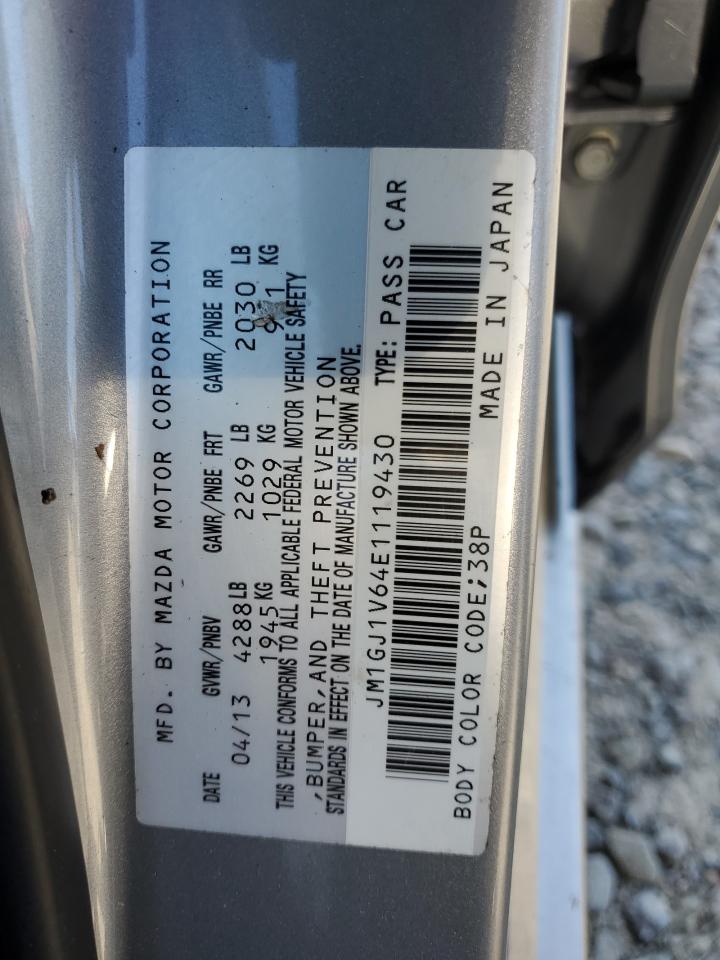 MFD. BY MAZDA MOTOR CORPORATION
DATE GVWR/PNBV GAWR/PNBE FRT GAWR/PNBE RR
04/13 4288LB 2269 LB 2030 LB
1945KG 1029 KG KG
THIS VEHICLE CONFORMS TO ALL APPLICABLE FEDERAL MOTOR VEHICLE SAFETY
,BUMPER,AND THEFT PREVENTION
STANDARDS IN EFFECT ON THE DATE OF MANUFACTURE SHOWN ABOVE.
JM1GJ1V64E1119430 TYPE: PASS CAR
BODY COLOR CODE;38P MADE IN JAPAN